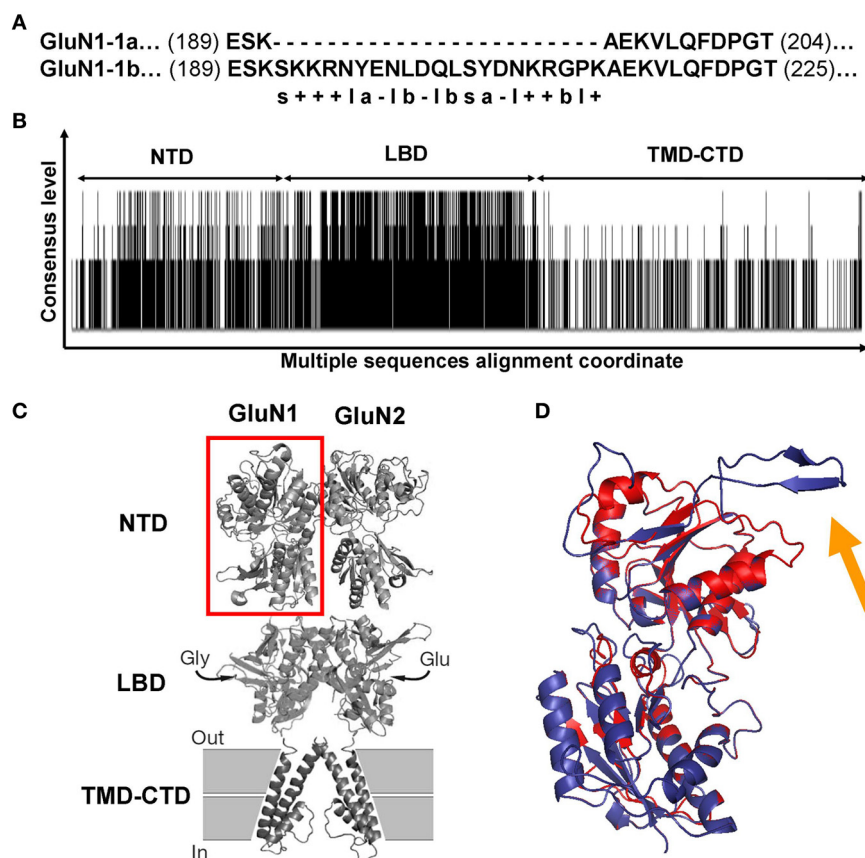 A
GluN1-1a... (189) ESK- - - - - - - - - - - - - - - - - - - - -AEKVLQFDPGT (204)...
GluN1-1b... (189) ESKSKKRNYENLDQLSYDNKRGPKAEKVLQFDPGT (225)...
s + + + l a - l b - l b s a - l + + b l +
B
NTD LBD TMD-CTD
Consensus level
Multiple sequences alignment coordinate
C D
GluN1 GluN2
NTD
Gly Glu
LBD
Out
TMD-CTD
In